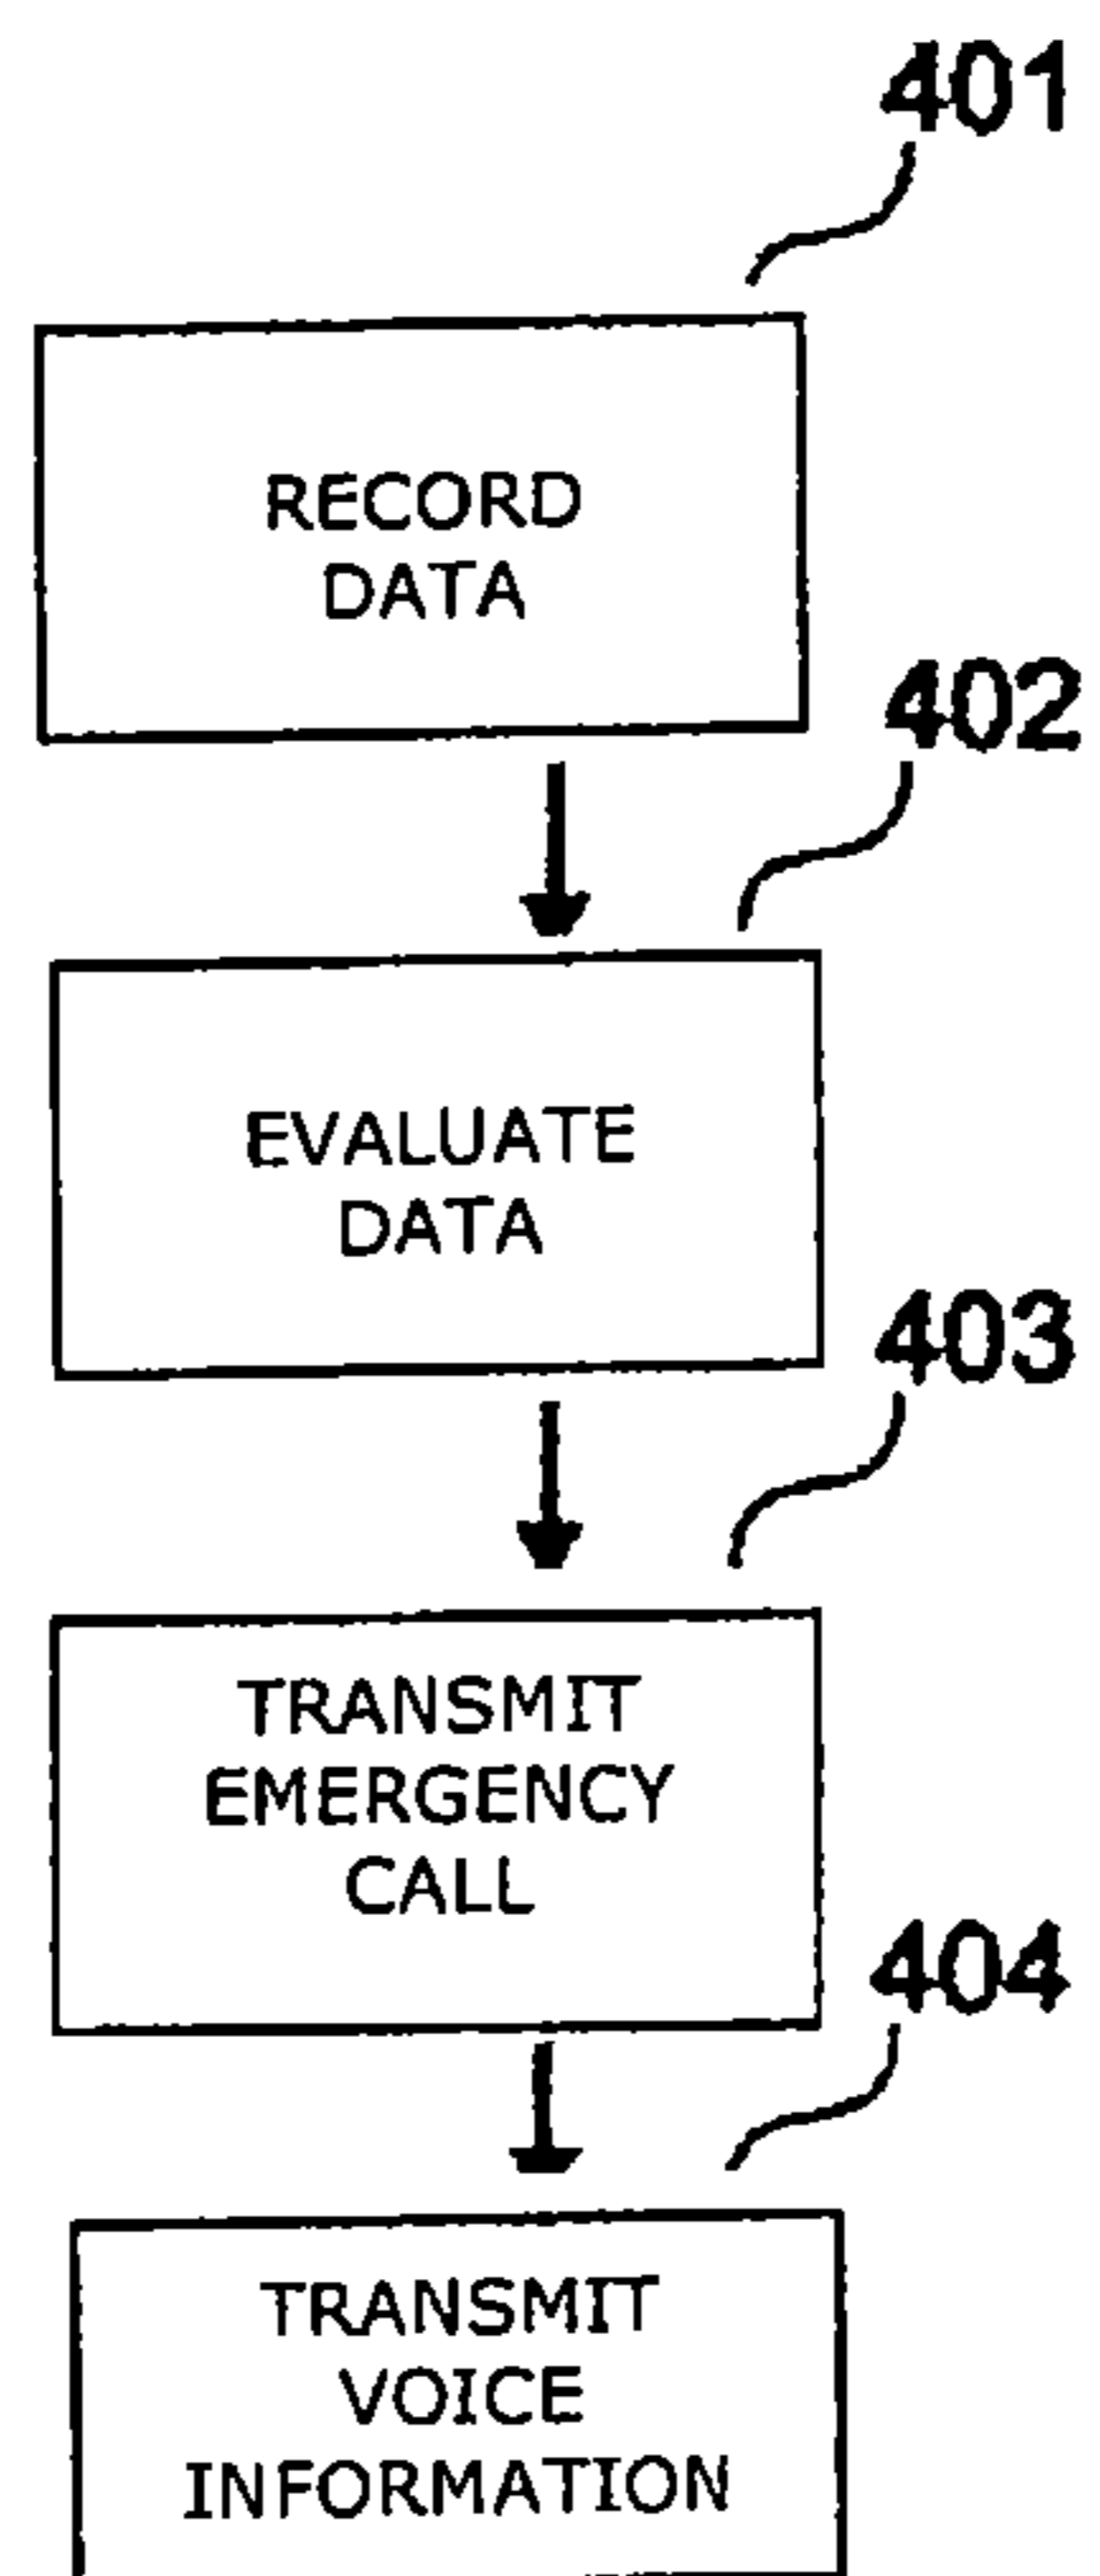 401
RECORD
DATA
402
EVALUATE
DATA
403
TRANSMIT
EMERGENCY
CALL
404
TRANSMIT
VOICE
INFORMATION